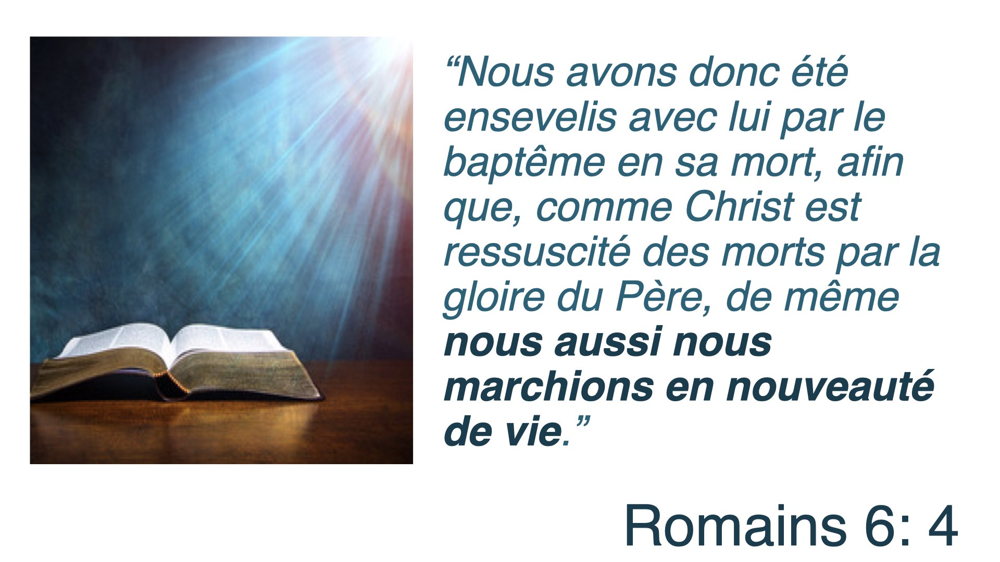 “Nous avons donc été
ensevelis avec lui par le
baptême en sa mort, afin
que, comme Christ est
ressuscité des morts par la
gloire du Père, de même
nous aussi nous
marchions en nouveauté
de vie.”
Romains 6: 4